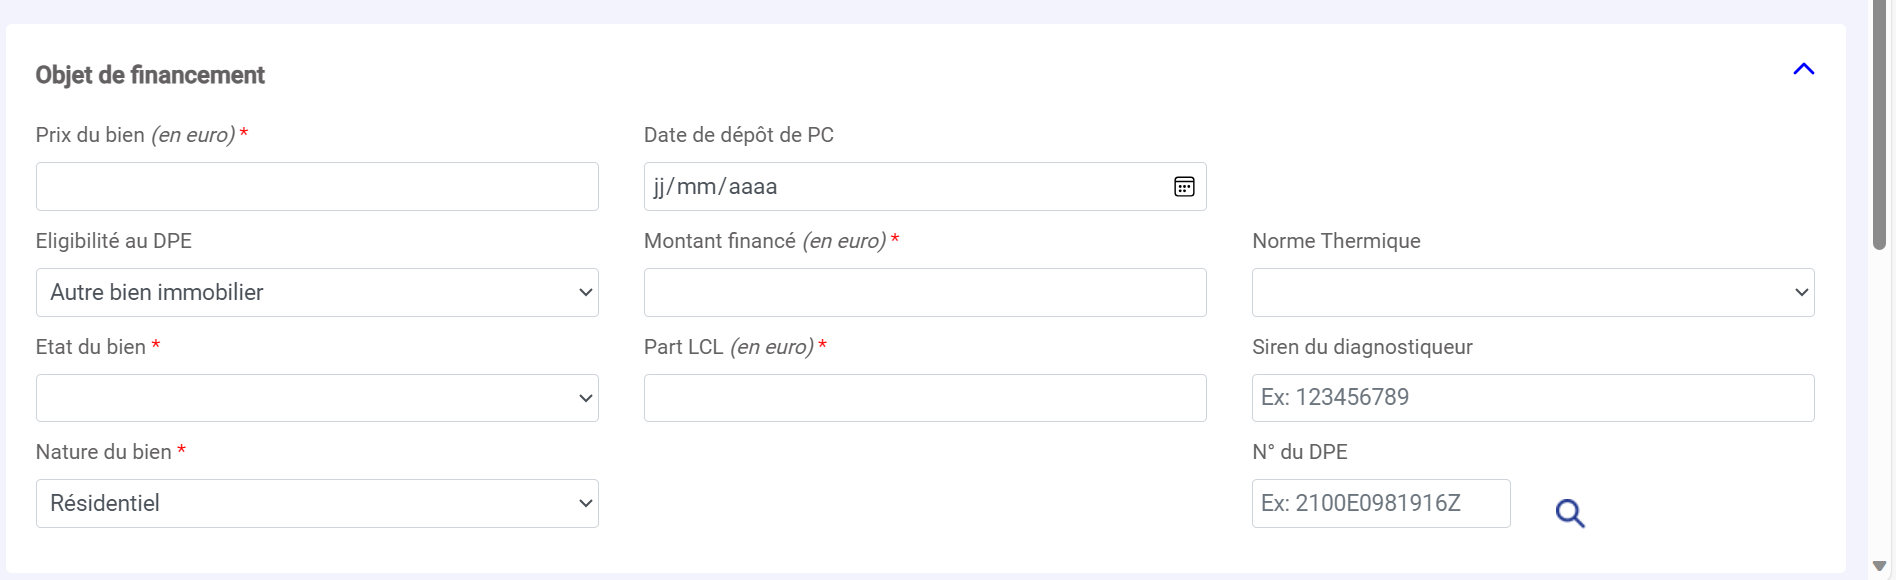 Objet de financement
Prix du bien (en euro) *
Date de dépôt de PC
jj/mm/aaaa
Eligibilité au DPE
Montant financé (en euro) *
Norme Thermique
Autre bien immobilier
Etat du bien *
Part LCL (en euro) *
Siren du diagnostiqueur
Ex: 123456789
Nature du bien *
N° du DPE
Résidentiel
Ex: 2100E0981916Z